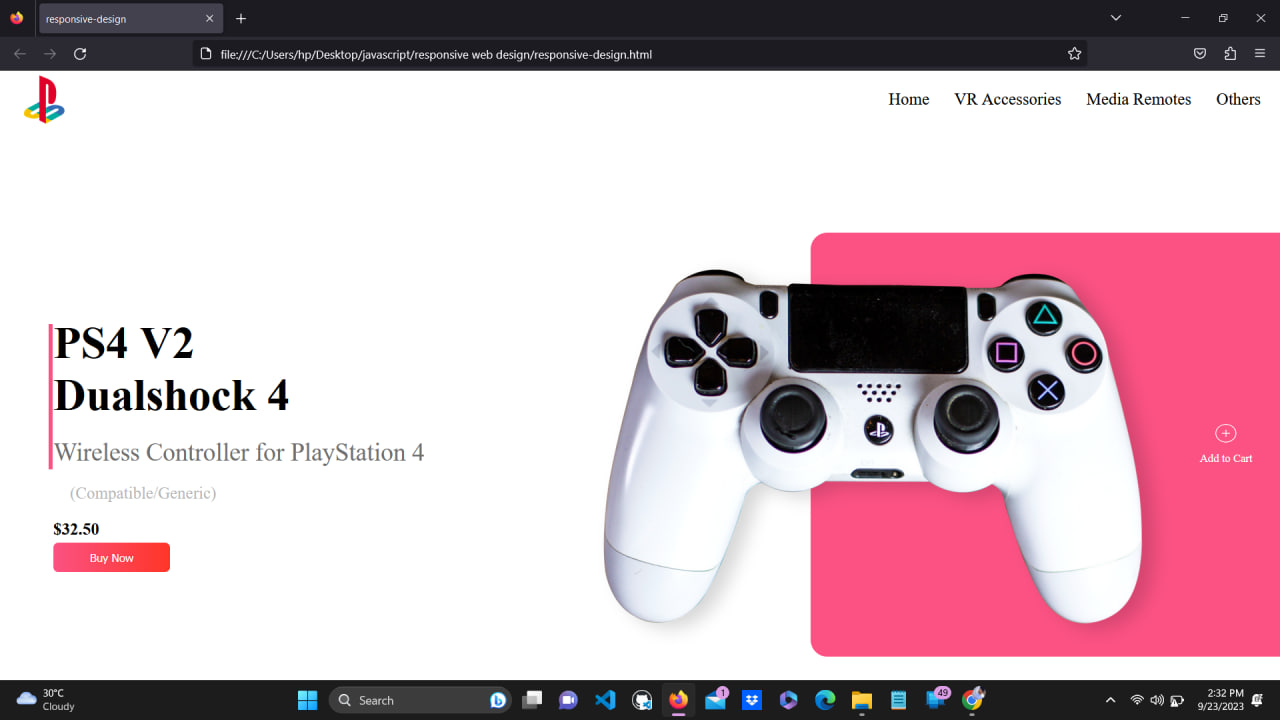 responsive-design
file:///C:/Users/hp/Desktop/javascript/responsive web design/responsive-design.html
Home VR Accessories Media Remotes Others
PS4 V2
Dualshock 4
Wireless Controller for PlayStation 4
(Compatible/Generic)
$32.50
Buy Now
Add to Cart
30°C
Cloudy
Search
1
49
2:32 PM
9/23/2023